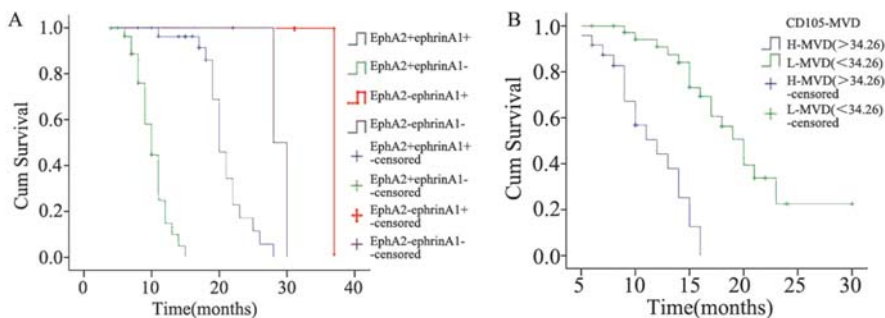 A
Cum Survival
1.0
0.8
0.6
0.4
0.2
0.0
0
10
20
30
40
Time(months)
EphA2+ephrinA1+
EphA2+ephrinA1-
EphA2-ephrinA1+
EphA2-ephrinA1-
EphA2+ephrinA1+
-censored
EphA2+ephrinA1-
-censored
EphA2-ephrinA1+
-censored
EphA2-ephrinA1-
-censored
B
Cum Survival
1.0
0.8
0.6
0.4
0.2
0.0
5
10
15
20
25
30
Time(months)
CD105-MVD
H-MVD(>34.26)
L-MVD(<34.26)
H-MVD(>34.26)
-censored
L-MVD(<34.26)
-censored